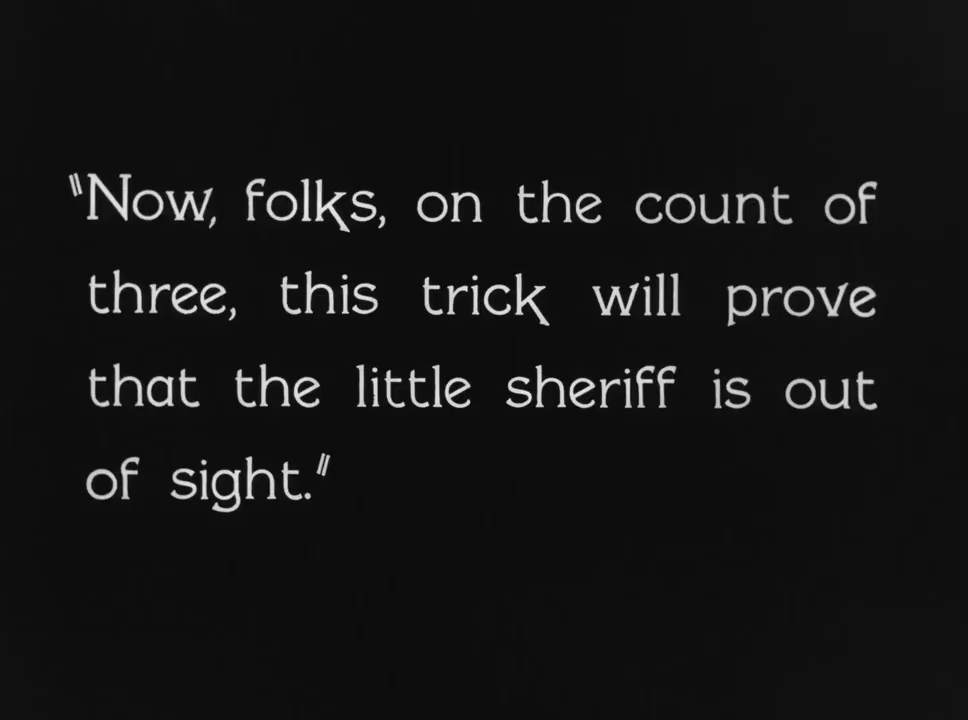 "Now, folks, on the count of
three, this trick will prove
that the little sheriff is out
of sight."